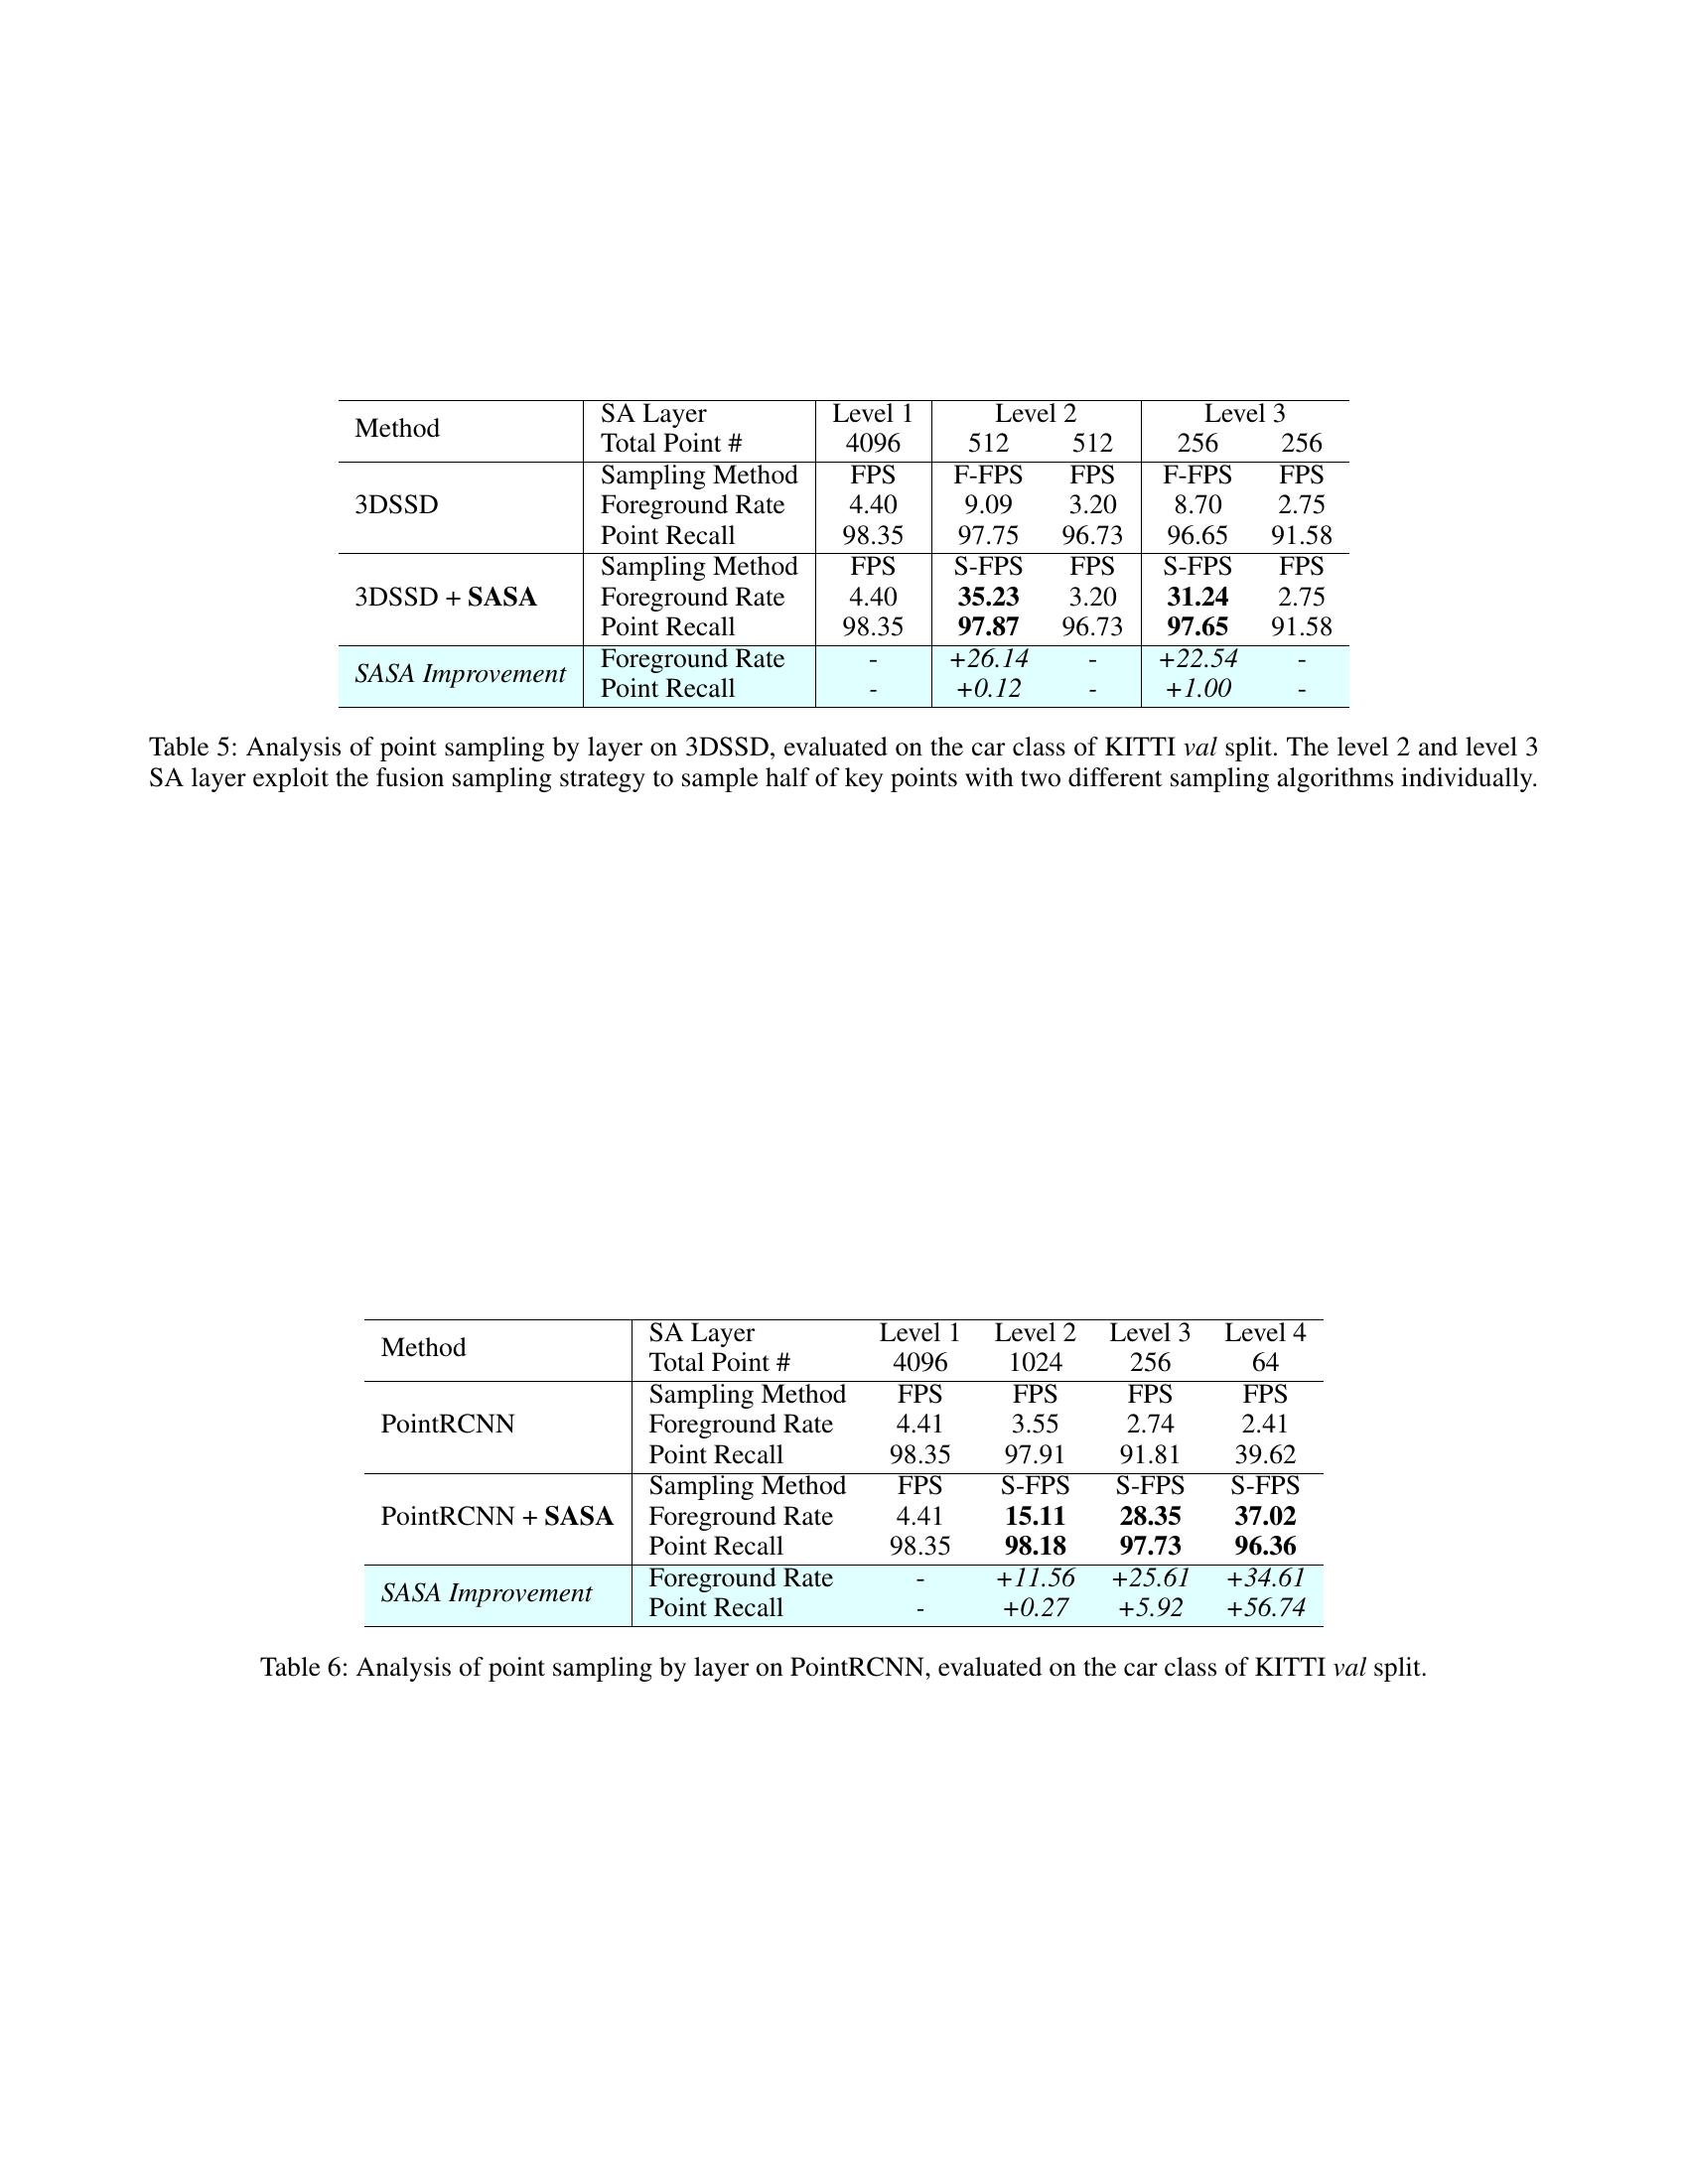 Method SA Layer Level 1 Level 2 Level 3
Total Point # 4096 512 512 256 256
Sampling Method FPS F-FPS FPS F-FPS FPS
3DSSD Foreground Rate 4.40 9.09 3.20 8.70 2.75
Point Recall 98.35 97.75 96.73 96.65 91.58
Sampling Method FPS S-FPS FPS S-FPS FPS
3DSSD + SASA Foreground Rate 4.40 35.23 3.20 31.24 2.75
Point Recall 98.35 97.87 96.73 97.65 91.58
SASA Improvement Foreground Rate - +26.14 - +22.54 -
Point Recall - +0.12 - +1.00 -
Table 5: Analysis of point sampling by layer on 3DSSD, evaluated on the car class of KITTI val split. The level 2 and level 3
SA layer exploit the fusion sampling strategy to sample half of key points with two different sampling algorithms individually.
Method SA Layer Level 1 Level 2 Level 3 Level 4
Total Point # 4096 1024 256 64
Sampling Method FPS FPS FPS FPS
PointRCNN Foreground Rate 4.41 3.55 2.74 2.41
Point Recall 98.35 97.91 91.81 39.62
Sampling Method FPS S-FPS S-FPS S-FPS
PointRCNN + SASA Foreground Rate 4.41 15.11 28.35 37.02
Point Recall 98.35 98.18 97.73 96.36
SASA Improvement Foreground Rate - +11.56 +25.61 +34.61
Point Recall - +0.27 +5.92 +56.74
Table 6: Analysis of point sampling by layer on PointRCNN, evaluated on the car class of KITTI val split.